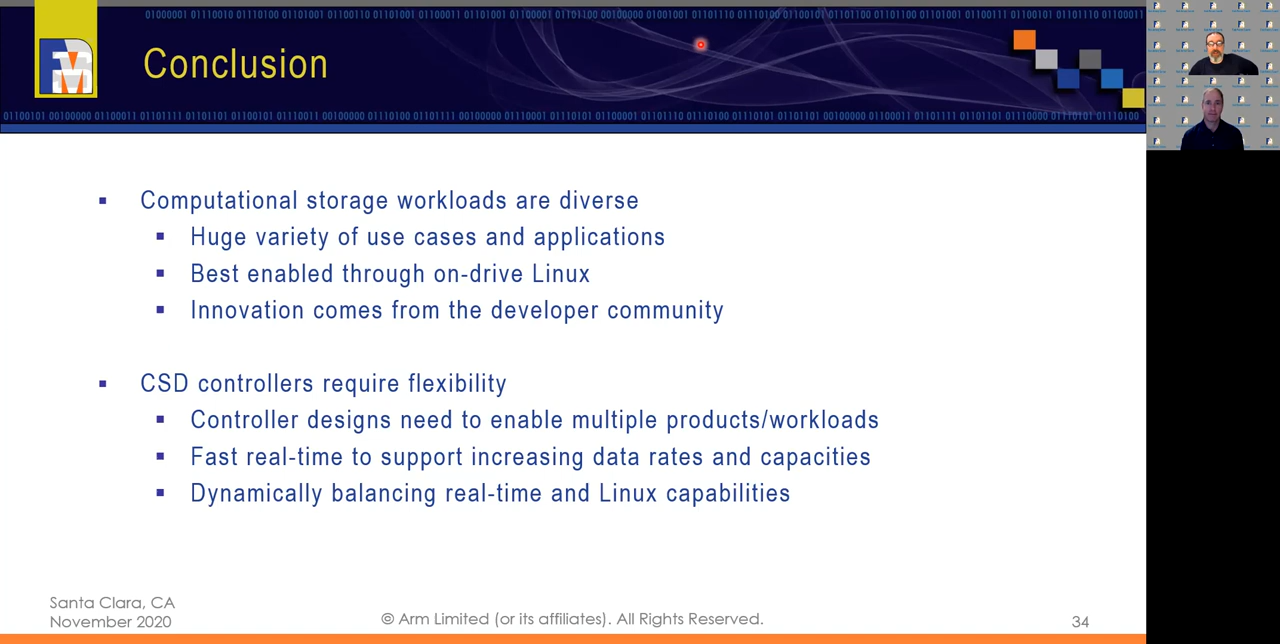 Conclusion
Computational storage workloads are diverse
Huge variety of use cases and applications
Best enabled through on-drive Linux
Innovation comes from the developer community
CSD controllers require flexibility
Controller designs need to enable multiple products/workloads
Fast real-time to support increasing data rates and capacities
Dynamically balancing real-time and Linux capabilities
Santa Clara, CA
November 2020
© Arm Limited (or its affiliates). All Rights Reserved.
34